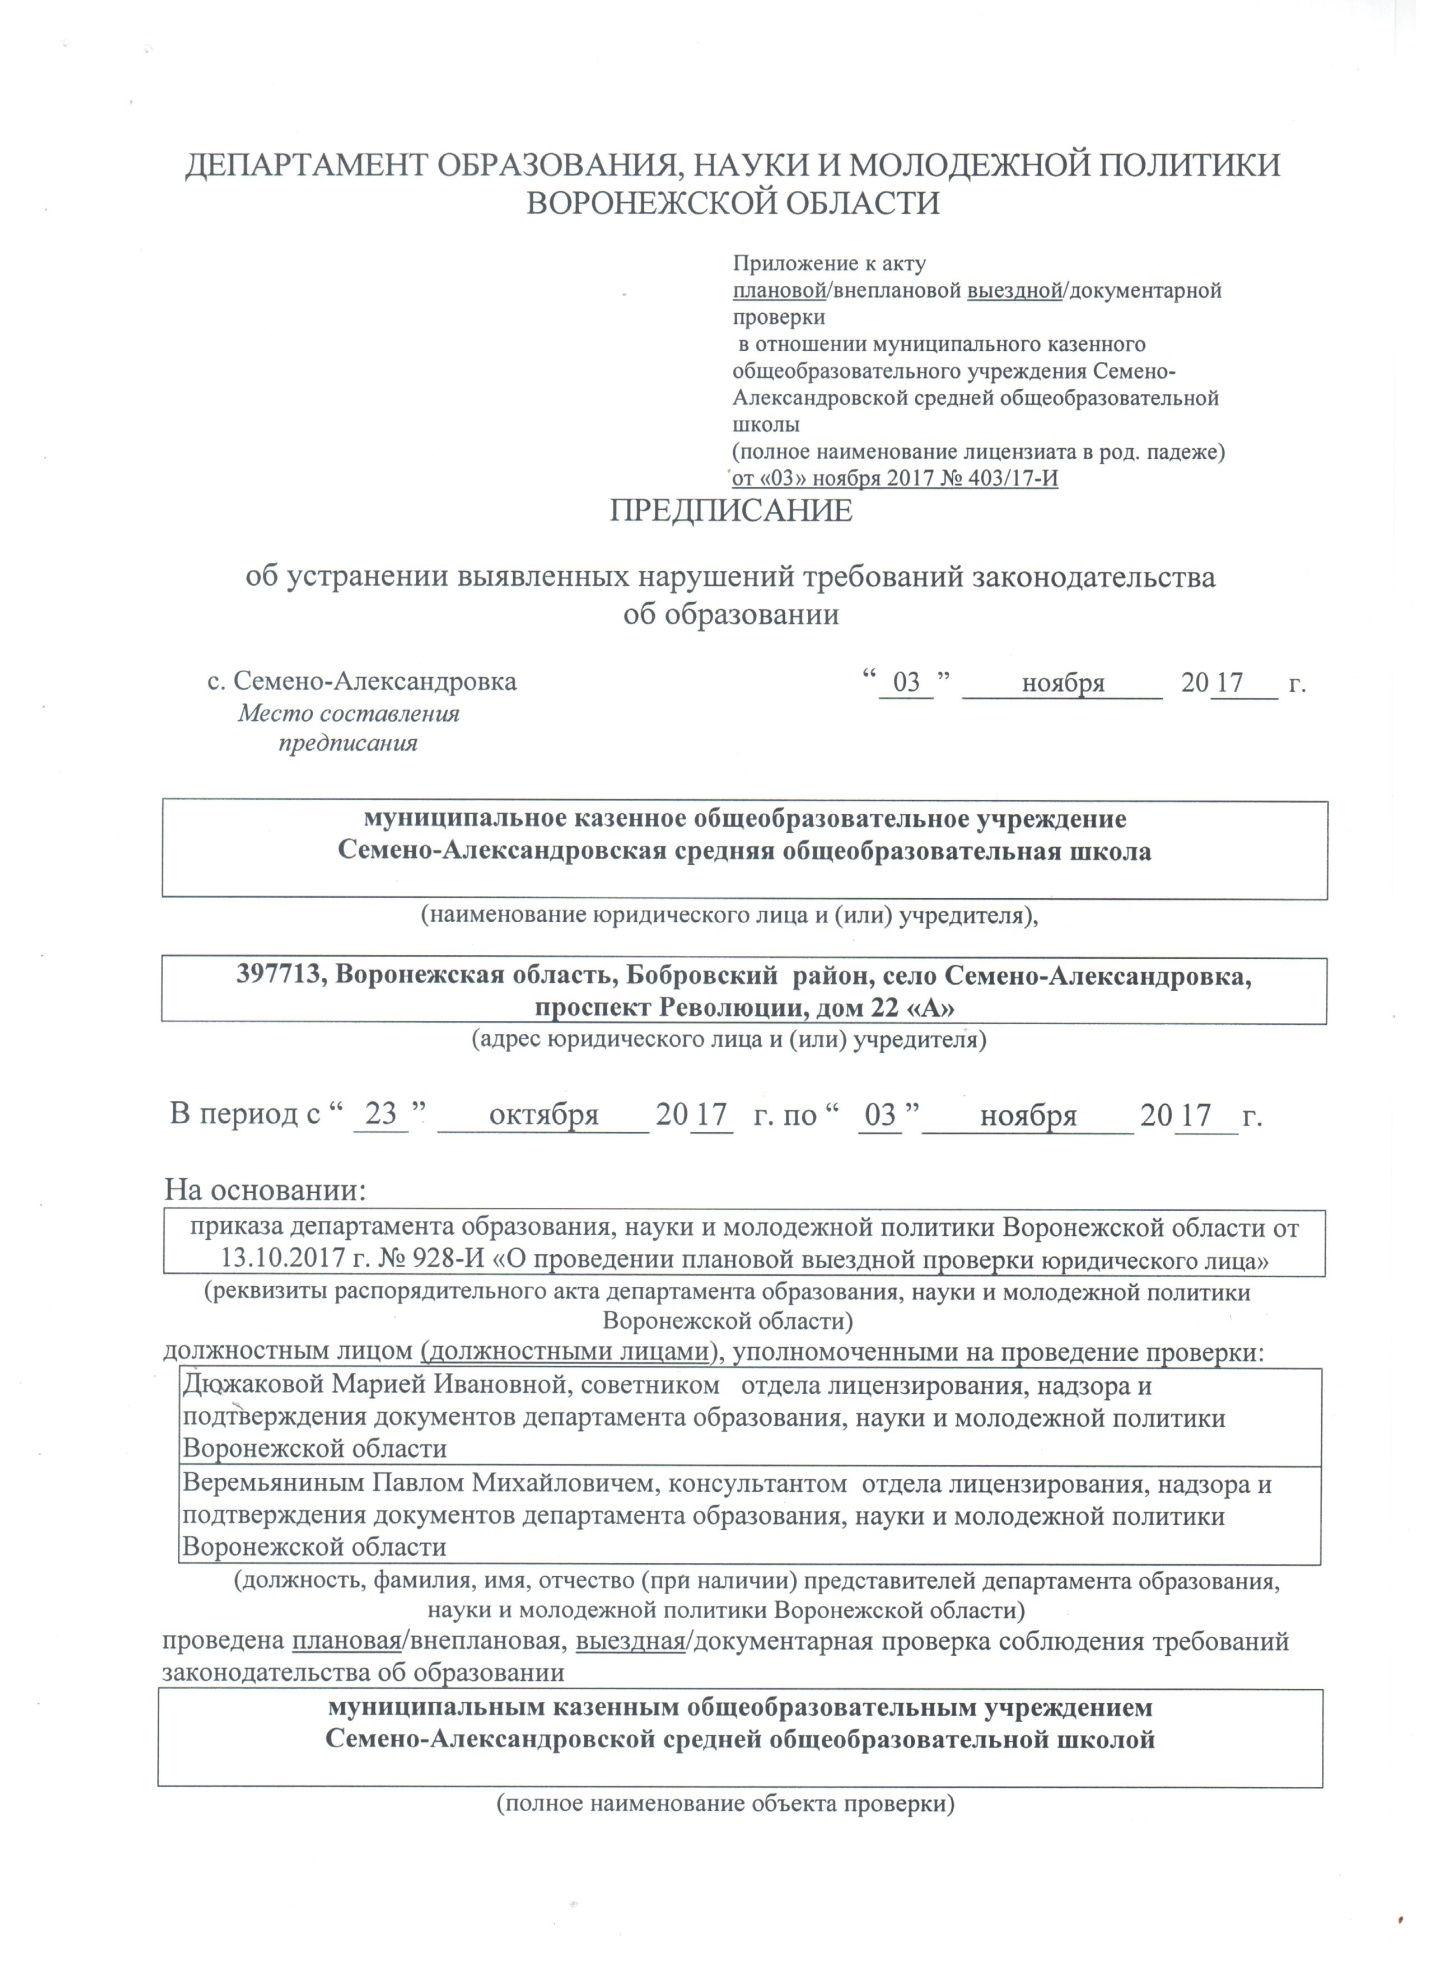 ДЕПАРТАМЕНТ ОБРАЗОВАНИЯ, НАУКИ И МОЛОДЕЖНОЙ ПОЛИТИКИ
ВОРОНЕЖСКОЙ ОБЛАСТИ
Приложение к акту
плановой/внеплановой выездной/документарной
проверки
в отношении муниципального казенного
общеобразовательного учреждения Семено-
Александровской средней общеобразовательной
школы
(полное наименование лицензиата в род. падеже)
от «03» ноября 2017 № 403/17-И
ПРЕДПИСАНИЕ
об устранении выявленных нарушений требований законодательства
об образовании
с. Семено-Александровка “ 03 ” ноября 20 17 г.
Место составления
предписания
муниципальное казенное общеобразовательное учреждение
Семено-Александровская средняя общеобразовательная школа
(наименование юридического лица и (или) учредителя),
397713, Воронежская область, Бобровский район, село Семено-Александровка,
проспект Революции, дом 22 «А»
(адрес юридического лица и (или) учредителя)
В период с “ 23 ” октября 20 17 г. по “ 03 ” ноября 20 17 г.
На основании:
приказа департамента образования, науки и молодежной политики Воронежской области от
13.10.2017 г. № 928-И «О проведении плановой выездной проверки юридического лица»
(реквизиты распорядительного акта департамента образования, науки и молодежной политики
Воронежской области)
должностным лицом (должностными лицами), уполномоченными на проведение проверки:
Дюжаковой Марией Ивановной, советником отдела лицензирования, надзора и
подтверждения документов департамента образования, науки и молодежной политики
Воронежской области
Веремьяниным Павлом Михайловичем, консультантом отдела лицензирования, надзора и
подтверждения документов департамента образования, науки и молодежной политики
Воронежской области
(должность, фамилия, имя, отчество (при наличии) представителей департамента образования,
науки и молодежной политики Воронежской области)
проведена плановая/внеплановая, выездная/документарная проверка соблюдения требований
законодательства об образовании
муниципальным казенным общеобразовательным учреждением
Семено-Александровской средней общеобразовательной школой
(полное наименование объекта проверки)